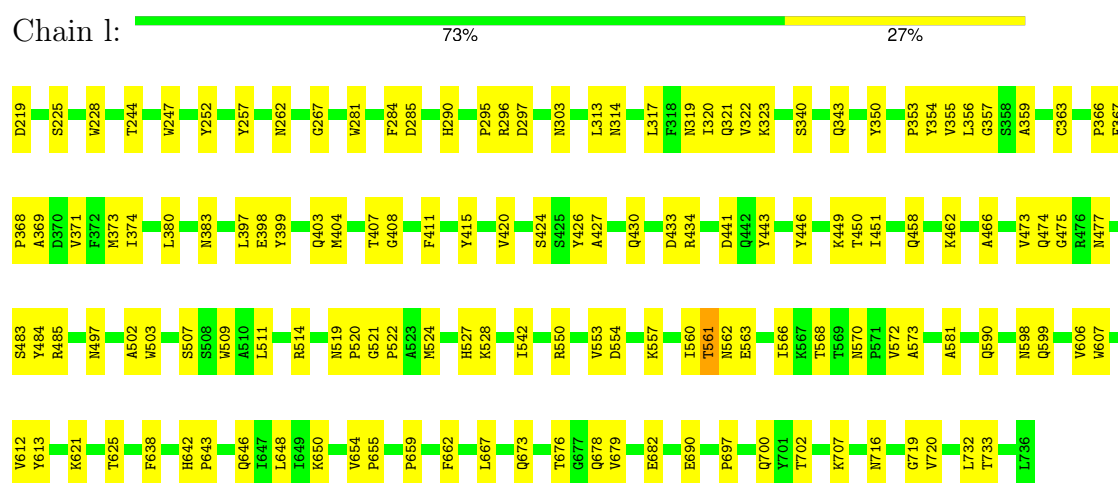 Chain l:
73% 27%
D219 S225 W228 T244 W247 Y252 Y257 N262 G267 W281 F284 D285 H290 P295 R296 D297 N303 L313 N314 L317 F318 N319 I320 Q321 V322 K323 S340 Q343 Y350 P353 Y354 V355 L356 G357 S358 A359 C363 P366 F367
P368 A369 D370 V371 F372 M373 I374 L380 N383 L397 E398 Y399 Q403 M404 T407 G408 F411 Y415 V420 S424 S425 Y426 A427 Q430 D433 R434 D441 Q442 Y443 Y446 K449 T450 I451 Q458 K462 A466 V473 Q474 G475 R476 N477
S483 Y484 R485 N497 A502 W503 S507 S508 W509 A510 L511 R514 N519 P520 G521 P522 A523 M524 H527 K528 I542 R550 V553 D554 K557 I560 T561 N562 E563 I566 K567 T568 T569 N570 P571 V572 A573 A581 Q590 N598 Q599 V606 W607
V612 Y613 K621 T625 F638 H642 P643 Q646 I647 L648 I649 K650 V654 P655 P659 F662 L667 Q673 T676 G677 Q678 V679 E682 E690 P697 Q700 Y701 T702 K707 N716 G719 V720 L732 T733 L736